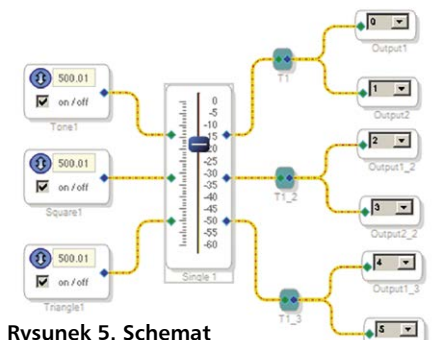 500.01
on / off
Tone1
500.01
on / off
Square1
500.01
on / off
Triangle1
0
-5
-10
-15
-20
-25
-30
-35
-40
-45
-50
-55
-60
Single 1
T1
T1_2
T1_3
0
Output1
1
Output2
2
Output1_2
3
Output2_2
4
Output1_3
5
Rysunek 5. Schemat